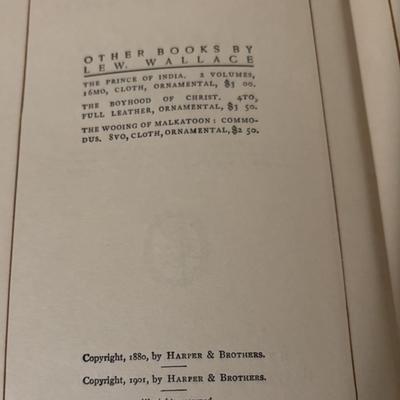 OTHER BOOKS BY
LEW. WALLACE
THE PRINCE OF INDIA. 2 VOLUMES,
16MO, CLOTH, ORNAMENTAL, $3 00.
THE BOYHOOD OF CHRIST. 4TO,
FULL LEATHER, ORNAMENTAL, $3 50.
THE WOOING OF MALKATOON: COMMO-
DUS. 8VO, CLOTH, ORNAMENTAL, $2 50.
Copyright, 1880, by HARPER & BROTHERS.
Copyright, 1901, by HARPER & BROTHERS.